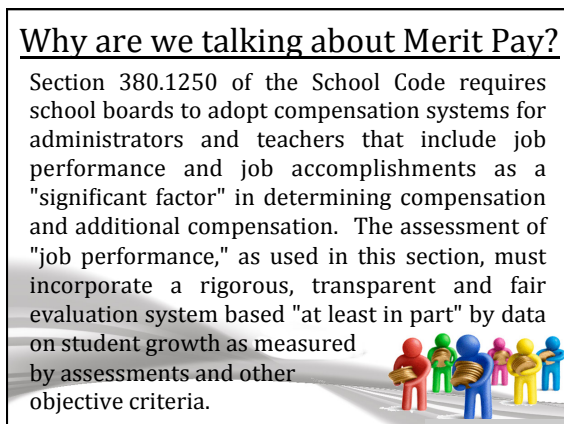 Why are we talking about Merit Pay?
Section 380.1250 of the School Code requires
school boards to adopt compensation systems for
administrators and teachers that include job
performance and job accomplishments as a
"significant factor" in determining compensation
and additional compensation.  The assessment of
"job performance," as used in this section, must
incorporate a rigorous, transparent and fair
evaluation system based "at least in part" by data
on student growth as measured
by assessments and other
objective criteria.